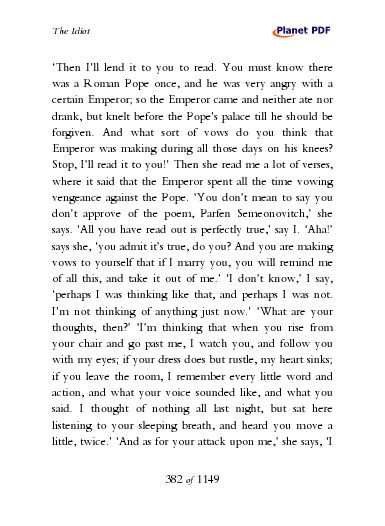 The Idiot
Planet PDF
‘Then I’ll lend it to you to read. You must know there
was a Roman Pope once, and he was very angry with a
certain Emperor; so the Emperor came and neither ate nor
drank, but knelt before the Pope’s palace till he should be
forgiven. And what sort of vows do you think that
Emperor was making during all those days on his knees?
Stop, I’ll read it to you!’ Then she read me a lot of verses,
where it said that the Emperor spent all the time vowing
vengeance against the Pope. ‘You don’t mean to say you
don’t approve of the poem, Parfen Semeonovitch,’ she
says. ‘All you have read out is perfectly true,’ say I. ‘Aha!’
says she, ‘you admit it’s true, do you? And you are making
vows to yourself that if I marry you, you will remind me
of all this, and take it out of me.’ ‘I don’t know,’ I say,
‘perhaps I was thinking like that, and perhaps I was not.
I’m not thinking of anything just now.’ ‘What are your
thoughts, then?’ ‘I’m thinking that when you rise from
your chair and go past me, I watch you, and follow you
with my eyes; if your dress does but rustle, my heart sinks;
if you leave the room, I remember every little word and
action, and what your voice sounded like, and what you
said. I thought of nothing all last night, but sat here
listening to your sleeping breath, and heard you move a
little, twice.’ ‘And as for your attack upon me,’ she says, ‘I
382 of 1149